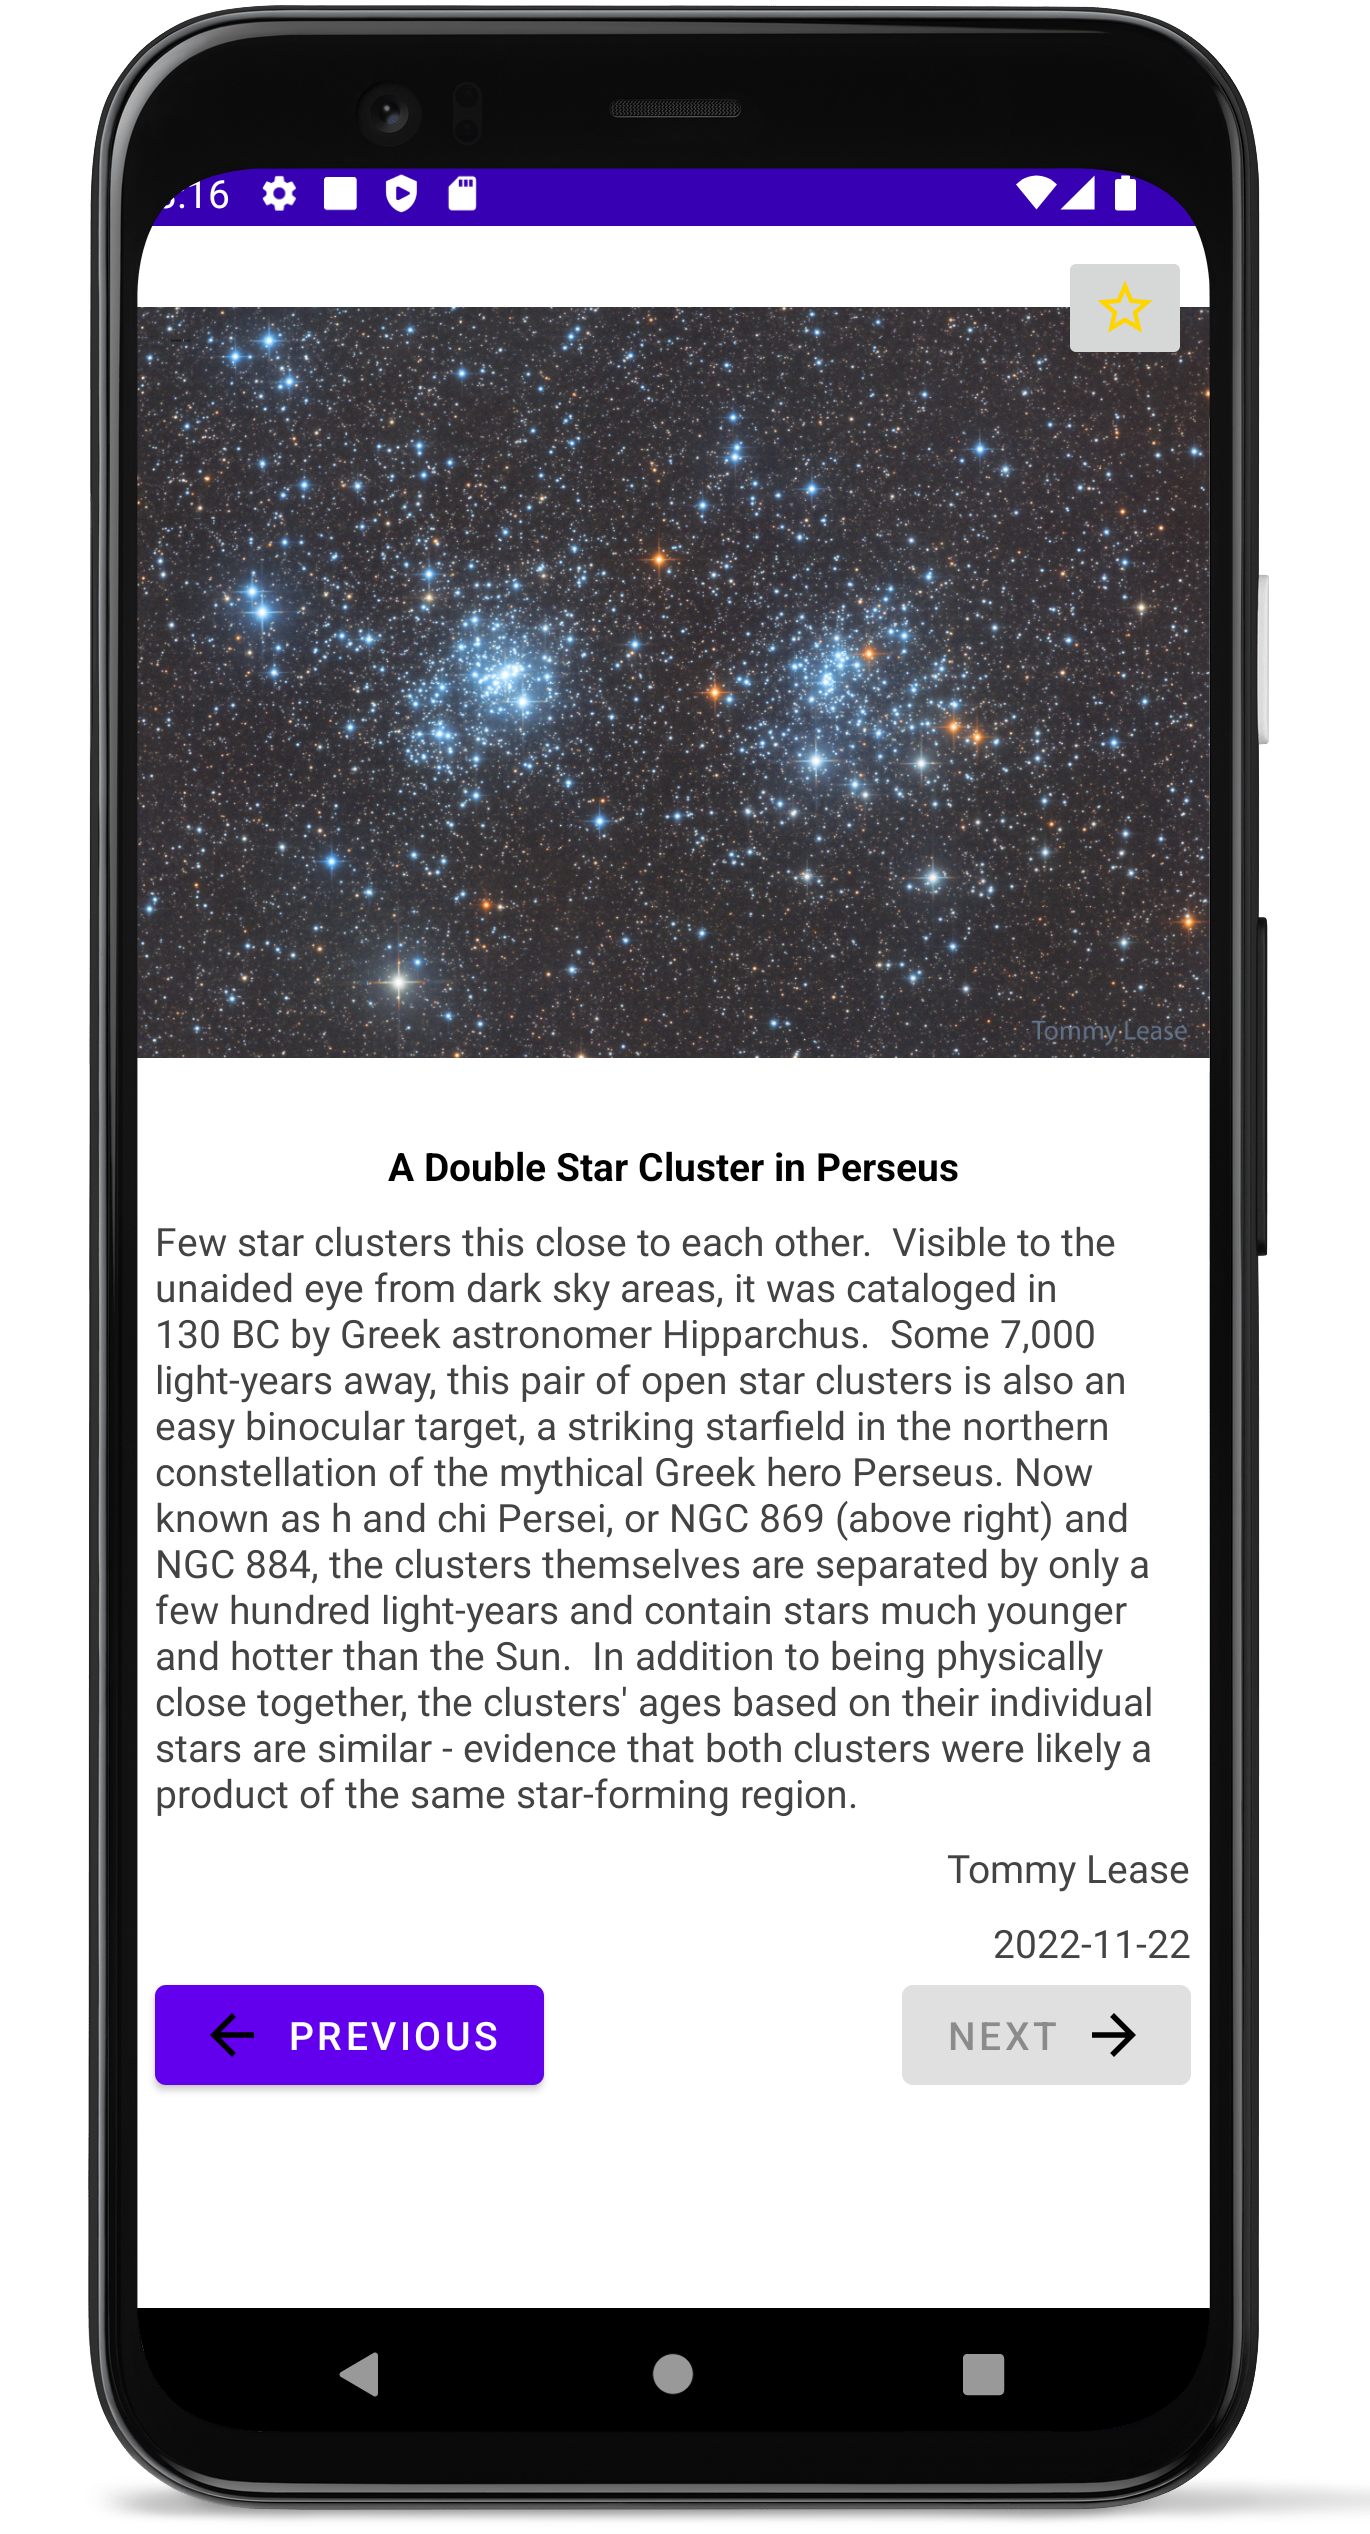 :16
Tommy Lease
A Double Star Cluster in Perseus
Few star clusters this close to each other.  Visible to the
unaided eye from dark sky areas, it was cataloged in
130 BC by Greek astronomer Hipparchus.  Some 7,000
light-years away, this pair of open star clusters is also an
easy binocular target, a striking starfield in the northern
constellation of the mythical Greek hero Perseus. Now
known as h and chi Persei, or NGC 869 (above right) and
NGC 884, the clusters themselves are separated by only a
few hundred light-years and contain stars much younger
and hotter than the Sun.  In addition to being physically
close together, the clusters' ages based on their individual
stars are similar - evidence that both clusters were likely a
product of the same star-forming region.
Tommy Lease
2022-11-22
PREVIOUS
NEXT